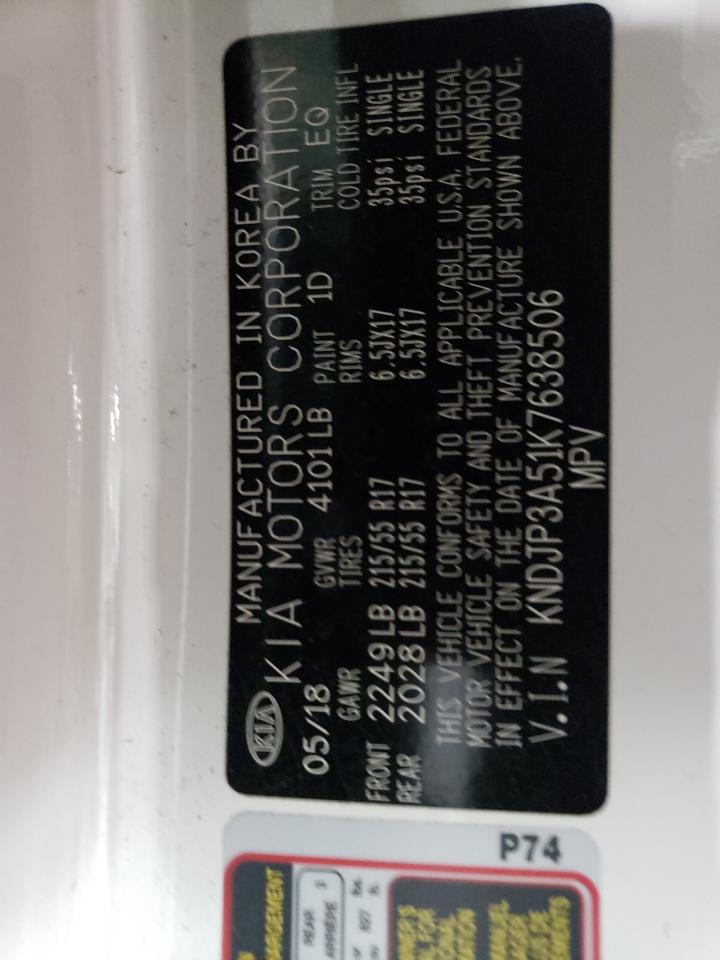 KIA
MANUFACTURED IN KOREA BY
KIA MOTORS CORPORATION
05/18 GVWR 4101LB PAINT 1D TRIM EQ
GAWR TIRES RIMS COLD TIRE INFL
FRONT 2249LB 215/55 R17 6.5JX17 35psi SINGLE
REAR 2028LB 215/55 R17 6.5JX17 35psi SINGLE
THIS VEHICLE CONFORMS TO ALL APPLICABLE U.S.A. FEDERAL
MOTOR VEHICLE SAFETY AND THEFT PREVENTION STANDARDS
IN EFFECT ON THE DATE OF MANUFACTURE SHOWN ABOVE.
V.I.N KNDJP3A51K7638506
MPV
REAR 3
P74